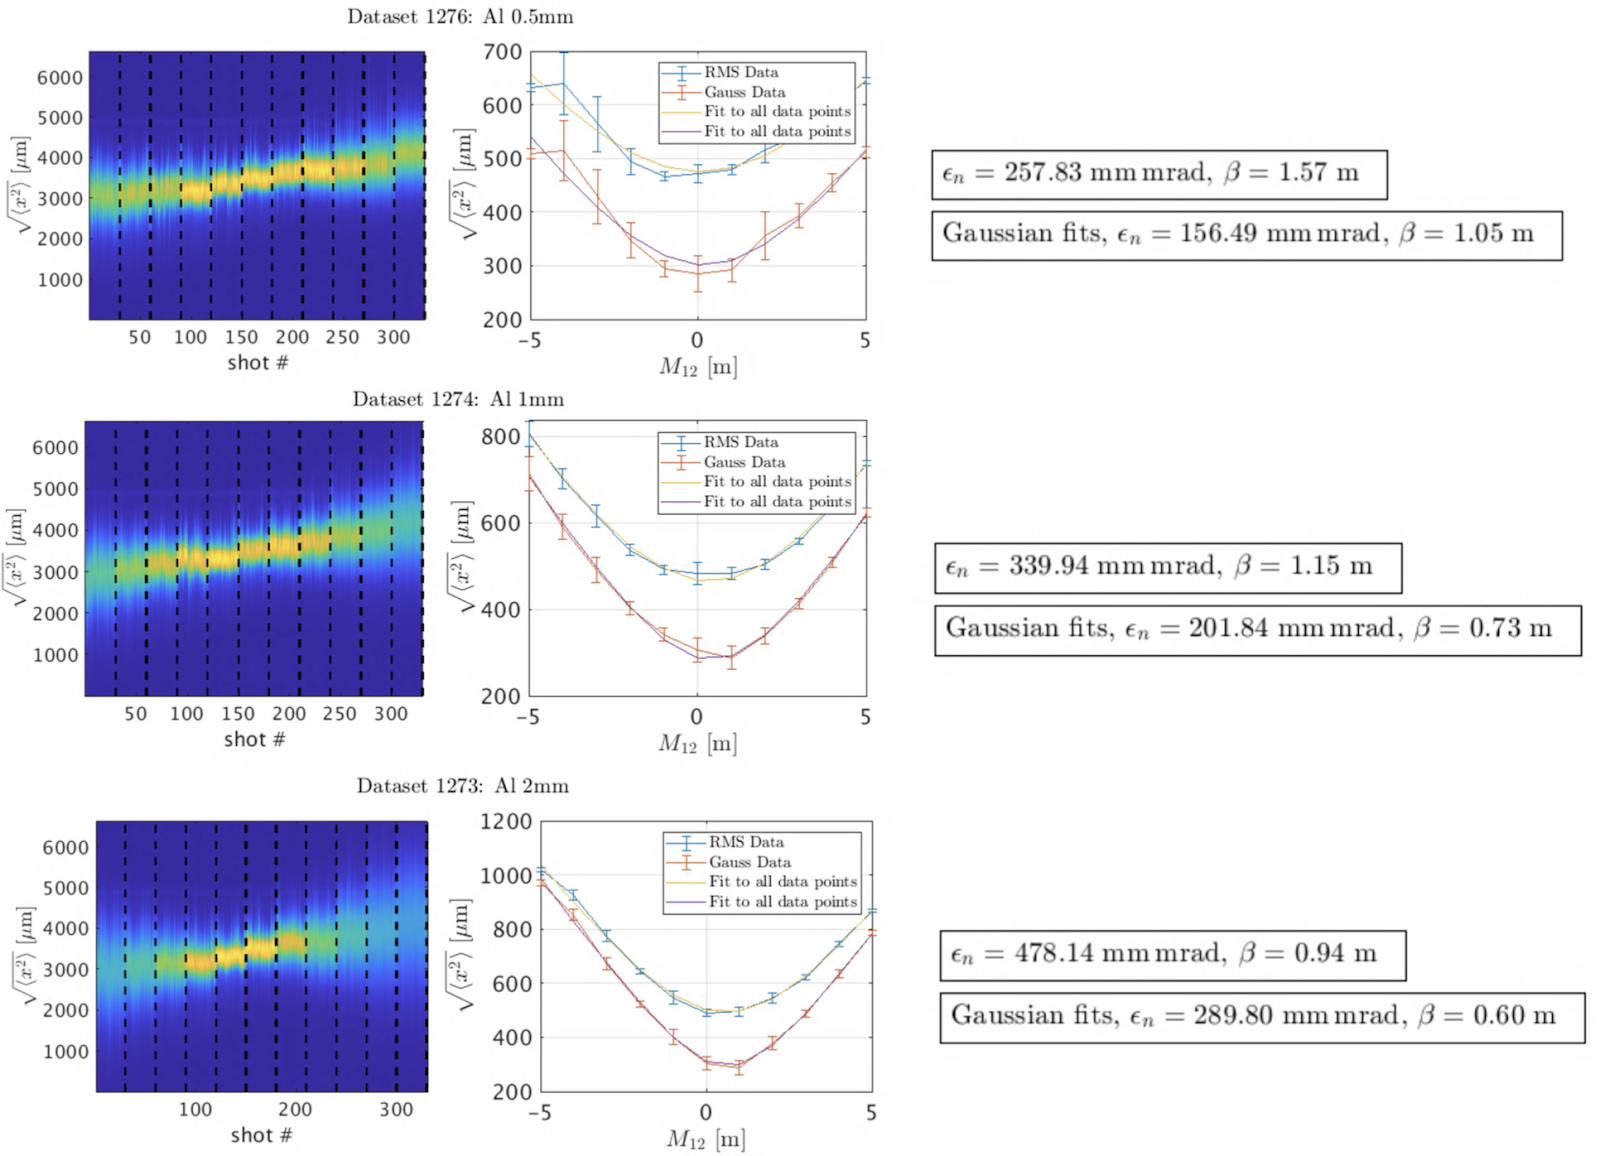 Dataset 1276: Al 0.5mm
6000
5000
4000
3000
2000
1000
√⟨x²⟩ [μm]
50 100 150 200 250 300
shot #
700
600
500
400
300
200
√⟨x²⟩ [μm]
RMS Data
Gauss Data
Fit to all data points
Fit to all data points
−5 0 5
M₁₂ [m]
ϵₙ = 257.83 mm mrad, β = 1.57 m
Gaussian fits, ϵₙ = 156.49 mm mrad, β = 1.05 m
Dataset 1274: Al 1mm
6000
5000
4000
3000
2000
1000
√⟨x²⟩ [μm]
50 100 150 200 250 300
shot #
800
600
400
200
√⟨x²⟩ [μm]
RMS Data
Gauss Data
Fit to all data points
Fit to all data points
−5 0 5
M₁₂ [m]
ϵₙ = 339.94 mm mrad, β = 1.15 m
Gaussian fits, ϵₙ = 201.84 mm mrad, β = 0.73 m
Dataset 1273: Al 2mm
6000
5000
4000
3000
2000
1000
√⟨x²⟩ [μm]
100 200 300
shot #
1200
1000
800
600
400
200
√⟨x²⟩ [μm]
RMS Data
Gauss Data
Fit to all data points
Fit to all data points
−5 0 5
M₁₂ [m]
ϵₙ = 478.14 mm mrad, β = 0.94 m
Gaussian fits, ϵₙ = 289.80 mm mrad, β = 0.60 m